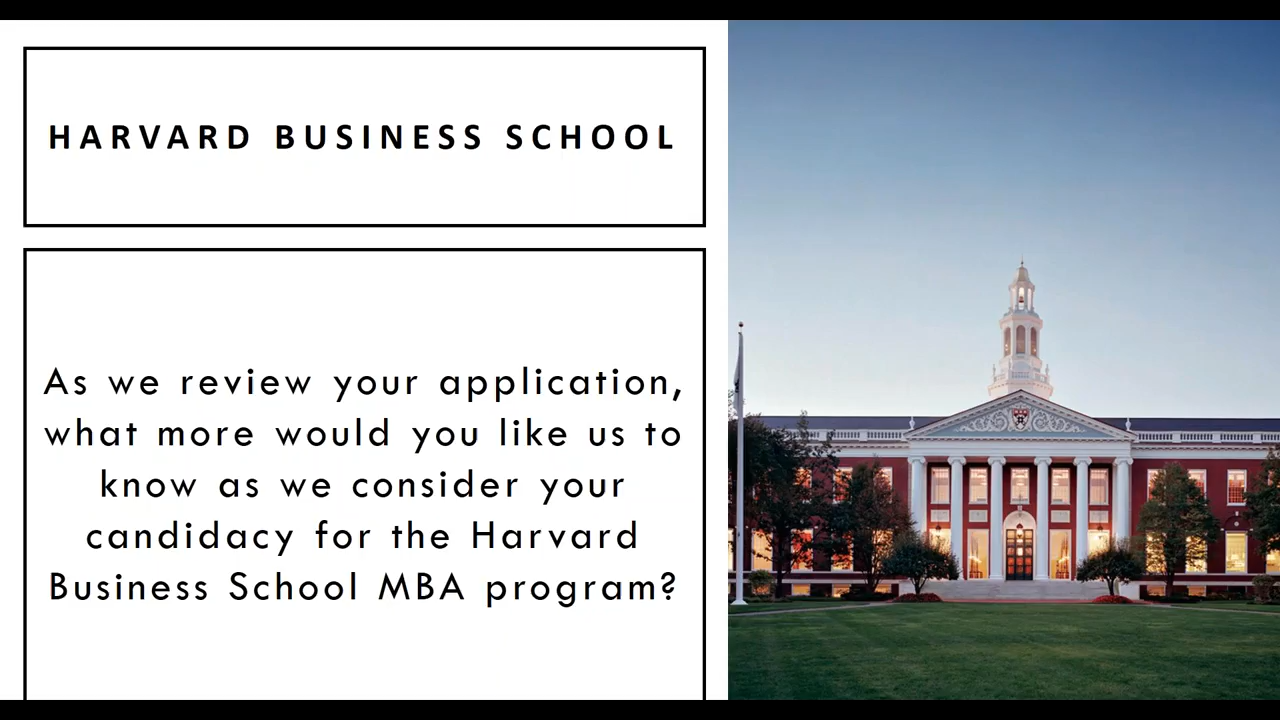 HARVARD BUSINESS SCHOOL
As we review your application,
what more would you like us to
know as we consider your
candidacy for the Harvard
Business School MBA program?